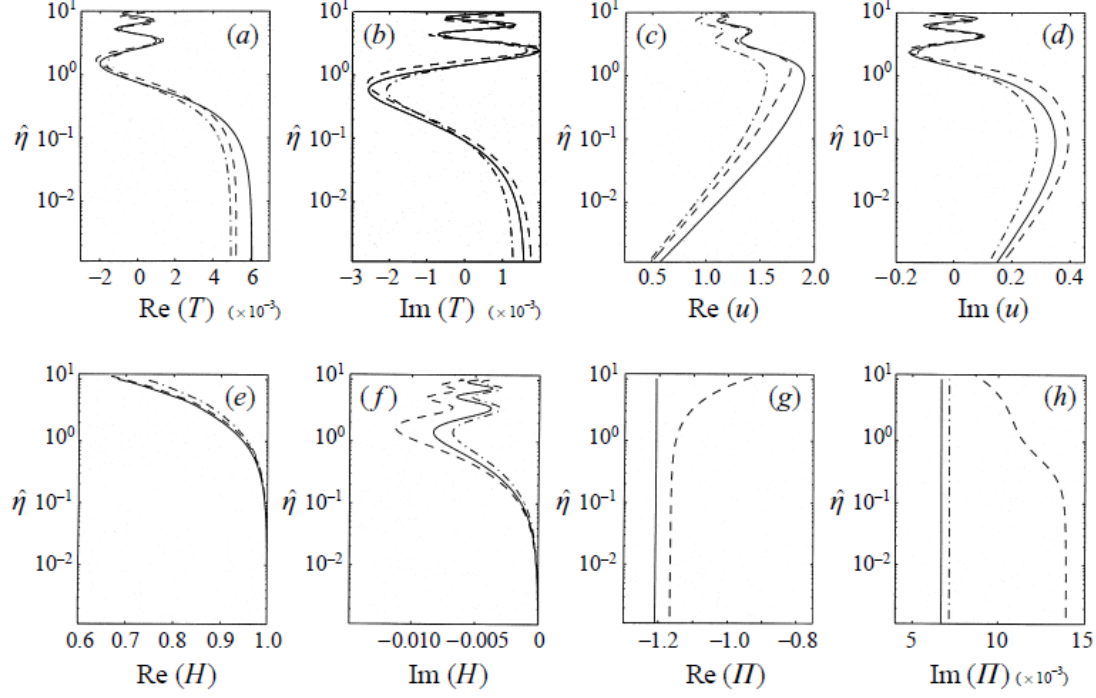 10¹ (a)
10⁰
η̂ 10⁻¹
10⁻²
−2 0 2 4 6
Re (T) (×10⁻³)
10¹ (b)
10⁰
η̂ 10⁻¹
10⁻²
−3 −2 −1 0 1
Im (T) (×10⁻³)
10¹ (c)
10⁰
η̂ 10⁻¹
10⁻²
0.5 1.0 1.5 2.0
Re (u)
10¹ (d)
10⁰
η̂ 10⁻¹
10⁻²
−0.2 0 0.2 0.4
Im (u)
10¹ (e)
10⁰
η̂ 10⁻¹
10⁻²
0.6 0.7 0.8 0.9 1.0
Re (H)
10¹ (f)
10⁰
η̂ 10⁻¹
10⁻²
−0.010 −0.005 0
Im (H)
10¹ (g)
10⁰
η̂ 10⁻¹
10⁻²
−1.2 −1.0 −0.8
Re (Π)
10¹ (h)
10⁰
η̂ 10⁻¹
10⁻²
5 10 15
Im (Π) (×10⁻³)